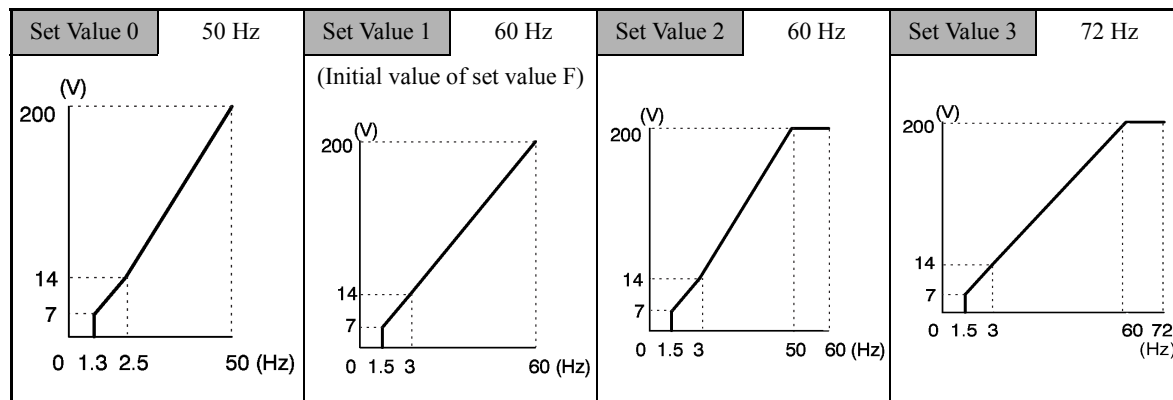 Set Value 0 50 Hz
(V)
200
14
7
0 1.3 2.5 50 (Hz)
Set Value 1 60 Hz
(Initial value of set value F)
(V)
200
14
7
0 1.5 3 60 (Hz)
Set Value 2 60 Hz
(V)
200
14
7
0 1.5 3 50 60 (Hz)
Set Value 3 72 Hz
(V)
200
14
7
0 1.5 3 60 72
(Hz)